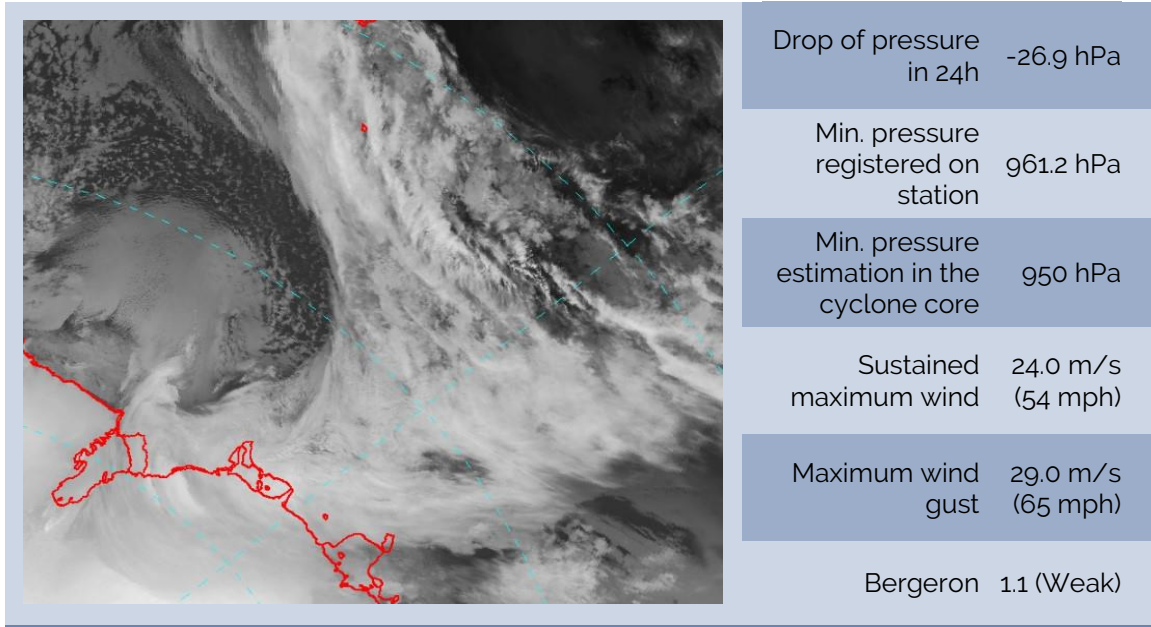 Drop of pressure
in 24h
-26.9 hPa
Min. pressure
registered on
station
961.2 hPa
Min. pressure
estimation in the
cyclone core
950 hPa
Sustained
maximum wind
24.0 m/s
(54 mph)
Maximum wind
gust
29.0 m/s
(65 mph)
Bergeron
1.1 (Weak)